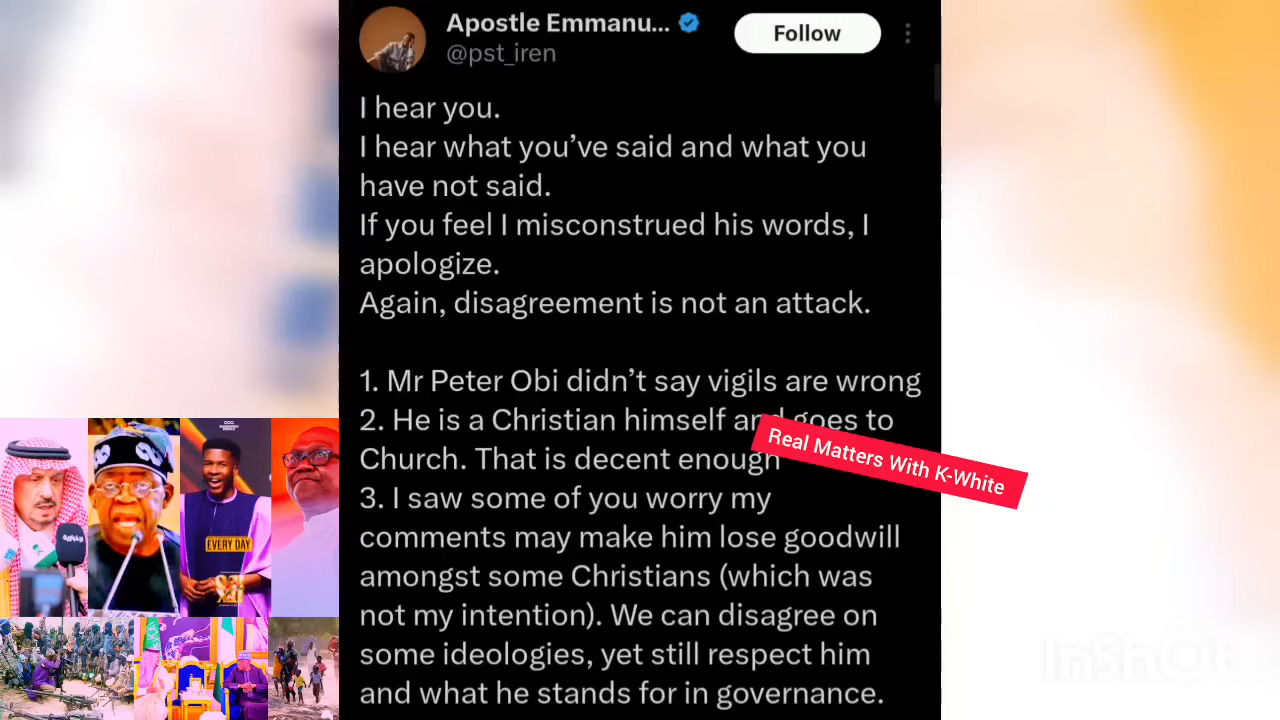 Apostle Emmanu...
@pst_iren
Follow
I hear you.
I hear what you’ve said and what you
have not said.
If you feel I misconstrued his words, I
apologize.
Again, disagreement is not an attack.
1. Mr Peter Obi didn’t say vigils are wrong
2. He is a Christian himself and goes to
Church. That is decent enough
3. I saw some of you worry my
comments may make him lose goodwill
amongst some Christians (which was
not my intention). We can disagree on
some ideologies, yet still respect him
and what he stands for in governance.
Real Matters With K-White
EVERY DAY
InShOt